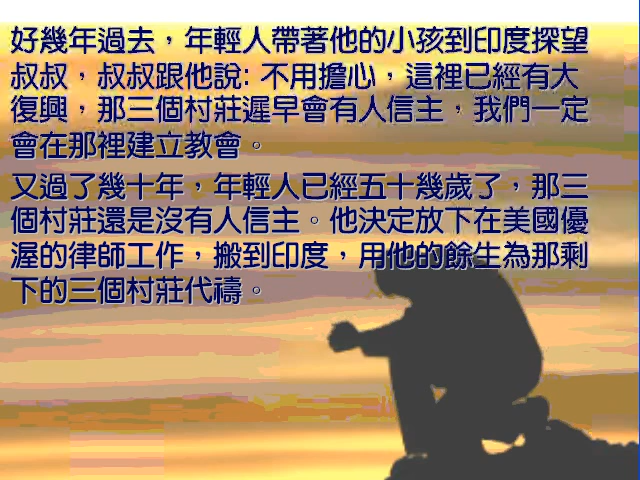 好幾年過去，年輕人帶著他的小孩到印度探望
叔叔，叔叔跟他說: 不用擔心，這裡已經有大
復興，那三個村莊遲早會有人信主，我們一定
會在那裡建立教會。
又過了幾十年，年輕人已經五十幾歲了，那三
個村莊還是沒有人信主。他決定放下在美國優
渥的律師工作，搬到印度，用他的餘生為那剩
下的三個村莊代禱。